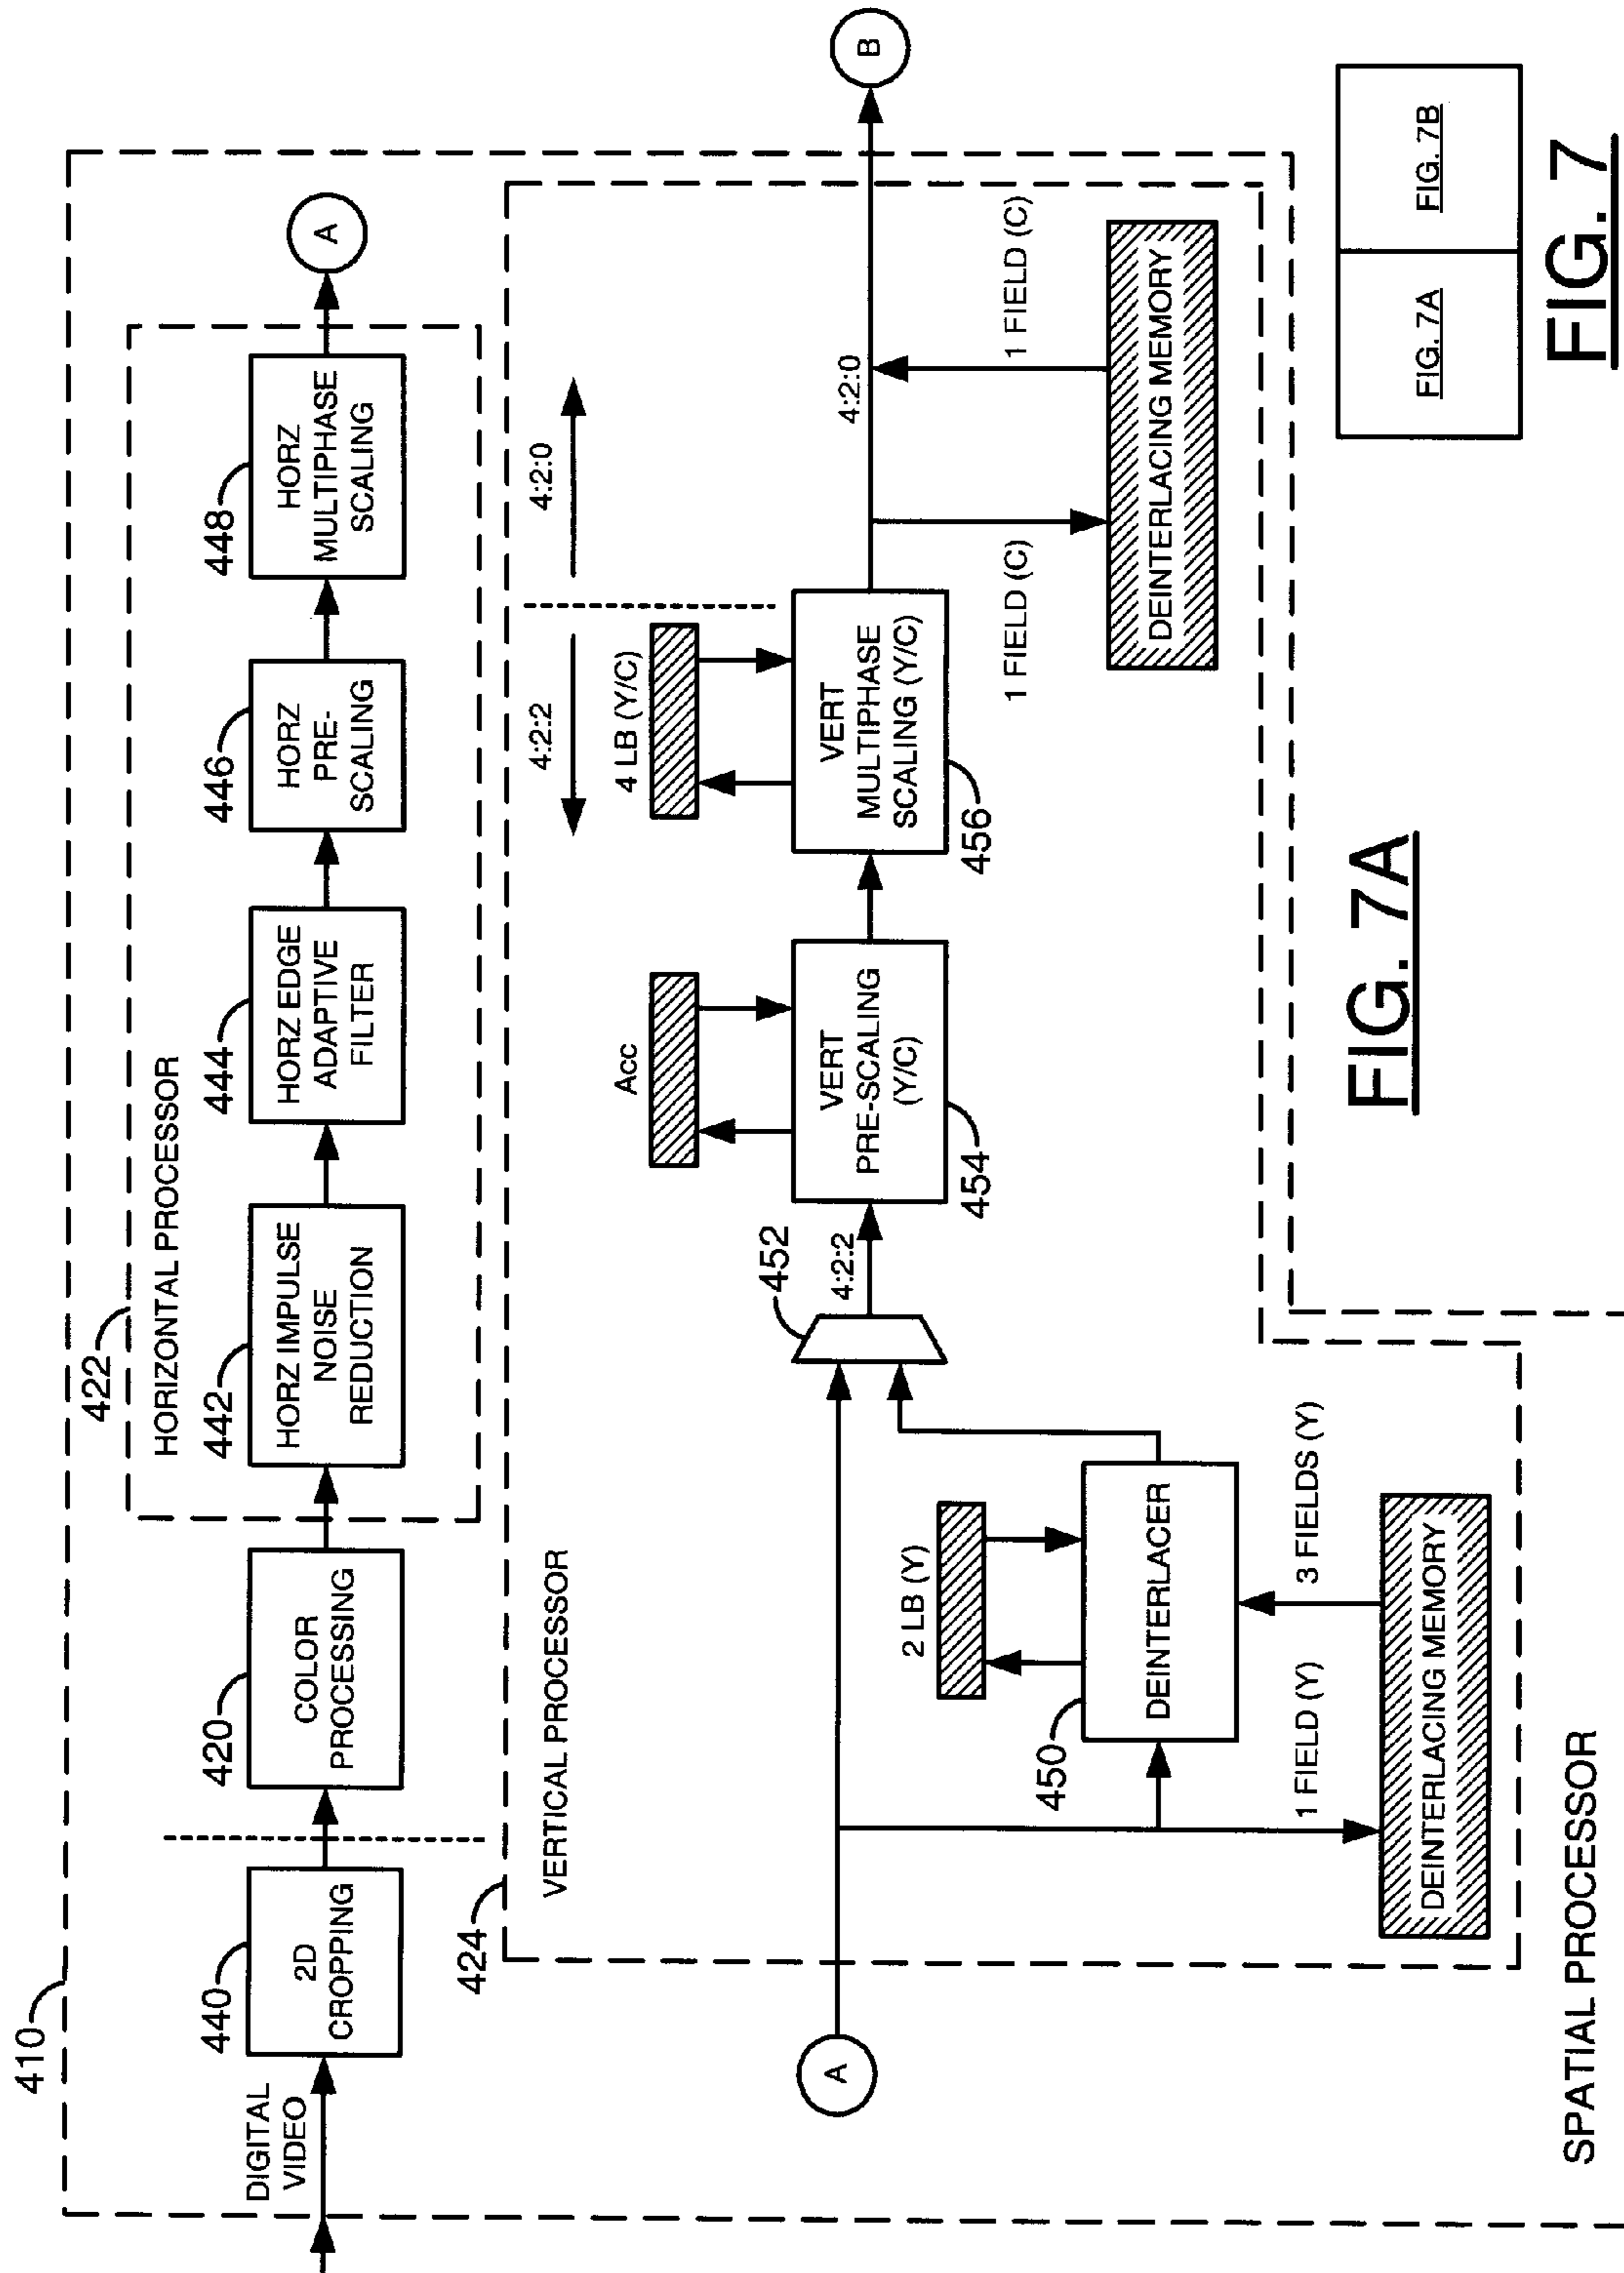 410
DIGITAL
VIDEO
440
2D
CROPPING
420
COLOR
PROCESSING
422
HORIZONTAL PROCESSOR
442
HORZ IMPULSE
NOISE
REDUCTION
444
HORZ EDGE
ADAPTIVE
FILTER
446
HORZ
PRE-
SCALING
448
HORZ
MULTIPHASE
SCALING
A
424
VERTICAL PROCESSOR
4:2:2
4:2:0
A
2 LB (Y)
450
DEINTERLACER
1 FIELD (Y)
3 FIELDS (Y)
DEINTERLACING MEMORY
452
4:2:2
Acc
VERT
PRE-SCALING
(Y/C)
454
4 LB (Y/C)
VERT
MULTIPHASE
SCALING (Y/C)
456
4:2:0
1 FIELD (C)
1 FIELD (C)
DEINTERLACING MEMORY
B
SPATIAL PROCESSOR
FIG. 7A
FIG. 7A
FIG. 7B
FIG. 7